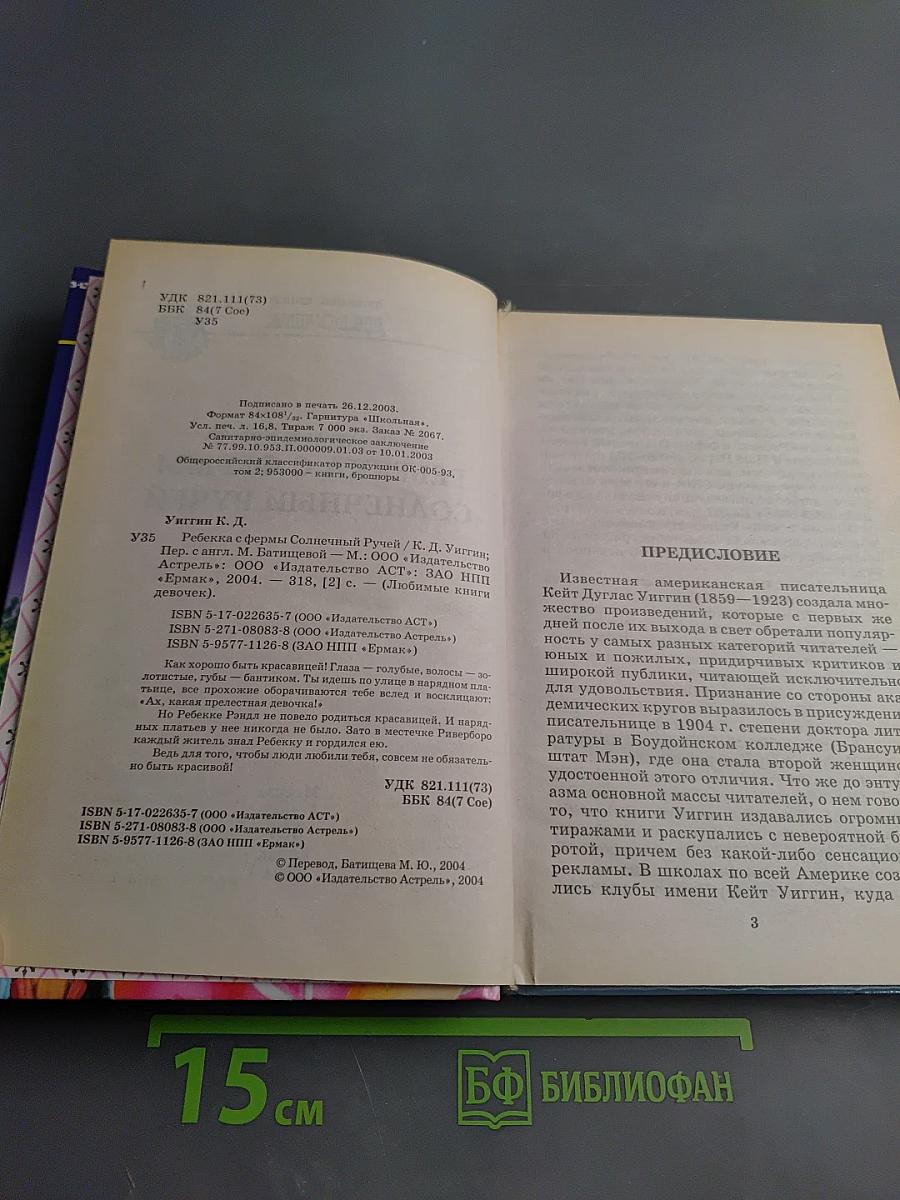 УДК 821.111(73)
ББК 84(7 Сое)
У35
Подписано в печать 26.12.2003.
Формат 84×108¹/₃₂. Гарнитура «Школьная».
Усл. печ. л. 16,8. Тираж 7 000 экз. Заказ № 2067.
Санитарно-эпидемиологическое заключение
№ 77.99.10.953.П.000009.01.03 от 10.01.2003
Общероссийский классификатор продукции ОК-005-93,
том 2; 953000 – книги, брошюры
Уиггин К. Д.
У35 Ребекка с фермы Солнечный Ручей / К. Д. Уиггин;
Пер. с англ. М. Батищевой — М.: ООО «Издательство
Астрель»: ООО «Издательство АСТ»: ЗАО НПП
«Ермак», 2004. — 318, [2] с. — (Любимые книги
девочек).
ISBN 5-17-022635-7 (ООО «Издательство АСТ»)
ISBN 5-271-08083-8 (ООО «Издательство Астрель»)
ISBN 5-9577-1126-8 (ЗАО НПП «Ермак»)
Как хорошо быть красавицей! Глаза — голубые, волосы — зо-
лотистые, губы — бантиком. Ты идешь по улице в нарядном пла-
тьице, все прохожие оборачиваются тебе вслед и восклицают:
«Ах, какая прелестная девочка!»
Но Ребекке Рэндл не повело родиться красавицей. И наряд-
ных платьев у нее никогда не было. Зато в местечке Риверборо
каждый житель знал Ребекку и гордился ею.
Ведь для того, чтобы люди любили тебя, совсем не обязатель-
но быть красивой!
УДК 821.111(73)
ББК 84(7 Сое)
ISBN 5-17-022635-7 (ООО «Издательство АСТ»)
ISBN 5-271-08083-8 (ООО «Издательство Астрель»)
ISBN 5-9577-1126-8 (ЗАО НПП «Ермак»)
© Перевод, Батищева М. Ю., 2004
© ООО «Издательство Астрель», 2004
ПРЕДИСЛОВИЕ
Известная американская писательница
Кейт Дуглас Уиггин (1859—1923) создала мно-
жество произведений, которые с первых же
дней после их выхода в свет обретали популяр-
ность у самых разных категорий читателей —
юных и пожилых, придирчивых критиков и
широкой публики, читающей исключительно
для удовольствия. Признание со стороны ака
демических кругов выразилось в присуждени
писательнице в 1904 г. степени доктора лит
ратуры в Боудойнском колледже (Брансуи
штат Мэн), где она стала второй женщино
удостоенной этого отличия. Что же до энту
азма основной массы читателей, о нем гово
то, что книги Уиггин издавались огромн
тиражами и раскупались с невероятной б
ротой, причем без какой-либо сенсацио
рекламы. В школах по всей Америке соз
лись клубы имени Кейт Уиггин, куда
3
15 см
БФ БИБЛИОФАН